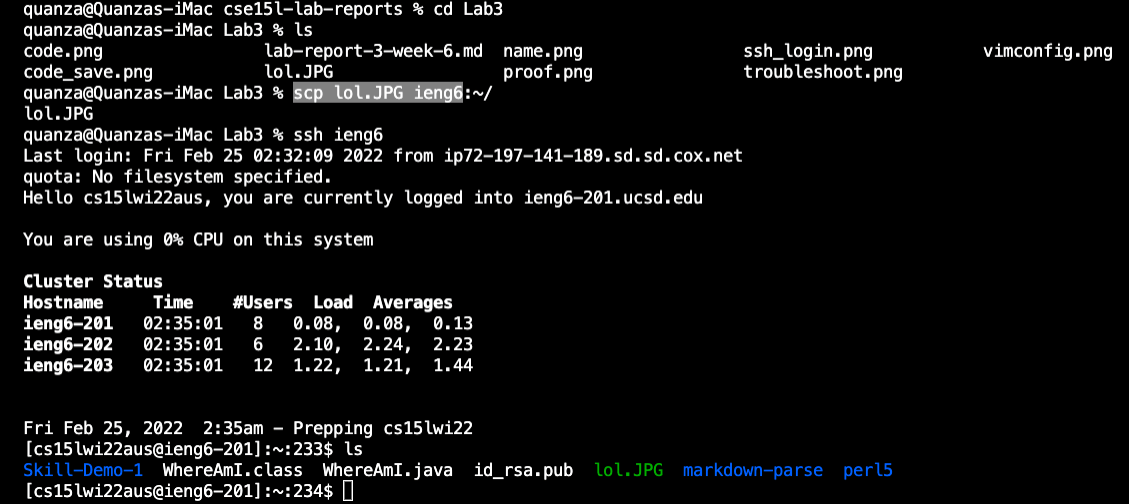 quanza@Quanzas-iMac cse15l-lab-reports % cd Lab3
quanza@Quanzas-iMac Lab3 % ls
code.png lab-report-3-week-6.md name.png ssh_login.png vimconfig.png
code_save.png lol.JPG proof.png troubleshoot.png
quanza@Quanzas-iMac Lab3 % scp lol.JPG ieng6:~/
lol.JPG
quanza@Quanzas-iMac Lab3 % ssh ieng6
Last login: Fri Feb 25 02:32:09 2022 from ip72-197-141-189.sd.sd.cox.net
quota: No filesystem specified.
Hello cs15lwi22aus, you are currently logged into ieng6-201.ucsd.edu
You are using 0% CPU on this system
Cluster Status
Hostname Time #Users Load Averages
ieng6-201 02:35:01 8 0.08, 0.08, 0.13
ieng6-202 02:35:01 6 2.10, 2.24, 2.23
ieng6-203 02:35:01 12 1.22, 1.21, 1.44
Fri Feb 25, 2022 2:35am - Prepping cs15lwi22
[cs15lwi22aus@ieng6-201]:~:233$ ls
Skill-Demo-1 WhereAmI.class WhereAmI.java id_rsa.pub lol.JPG markdown-parse perl5
[cs15lwi22aus@ieng6-201]:~:234$